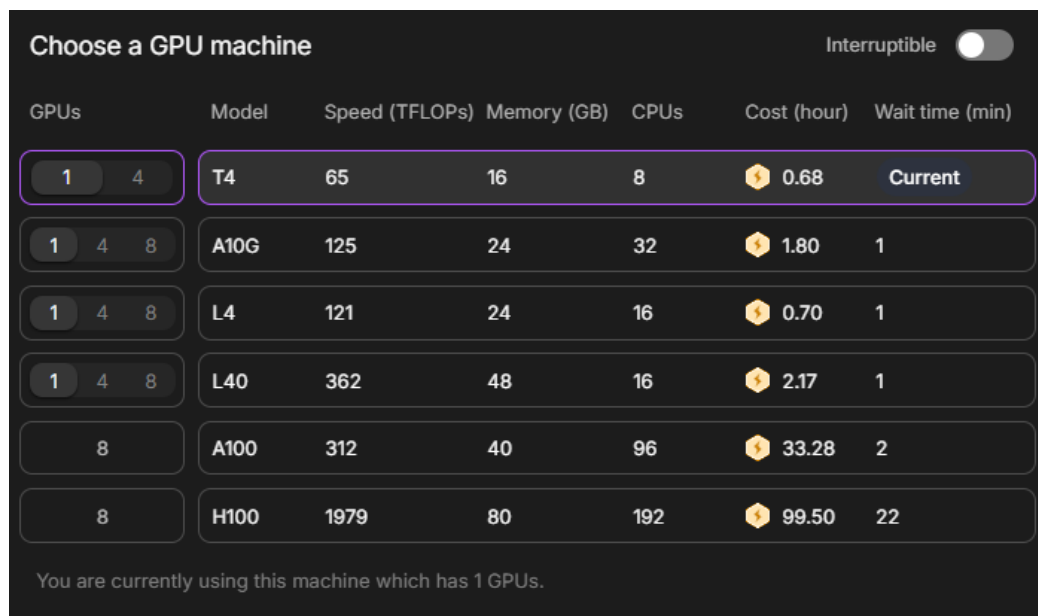 Choose a GPU machine Interruptible
GPUs Model Speed (TFLOPs) Memory (GB) CPUs Cost (hour) Wait time (min)
1 4 T4 65 16 8 0.68 Current
1 4 8 A10G 125 24 32 1.80 1
1 4 8 L4 121 24 16 0.70 1
1 4 8 L40 362 48 16 2.17 1
8 A100 312 40 96 33.28 2
8 H100 1979 80 192 99.50 22
You are currently using this machine which has 1 GPUs.